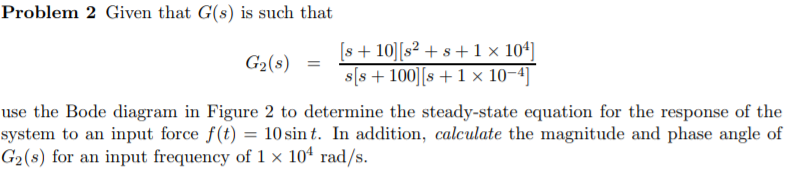 Problem 2 Given that G(s) is such that
G₂(s) = [s + 10][s² + s + 1 × 10⁴] / s[s + 100][s + 1 × 10⁻⁴]
use the Bode diagram in Figure 2 to determine the steady-state equation for the response of the
system to an input force f(t) = 10 sin t. In addition, calculate the magnitude and phase angle of
G₂(s) for an input frequency of 1 × 10⁴ rad/s.